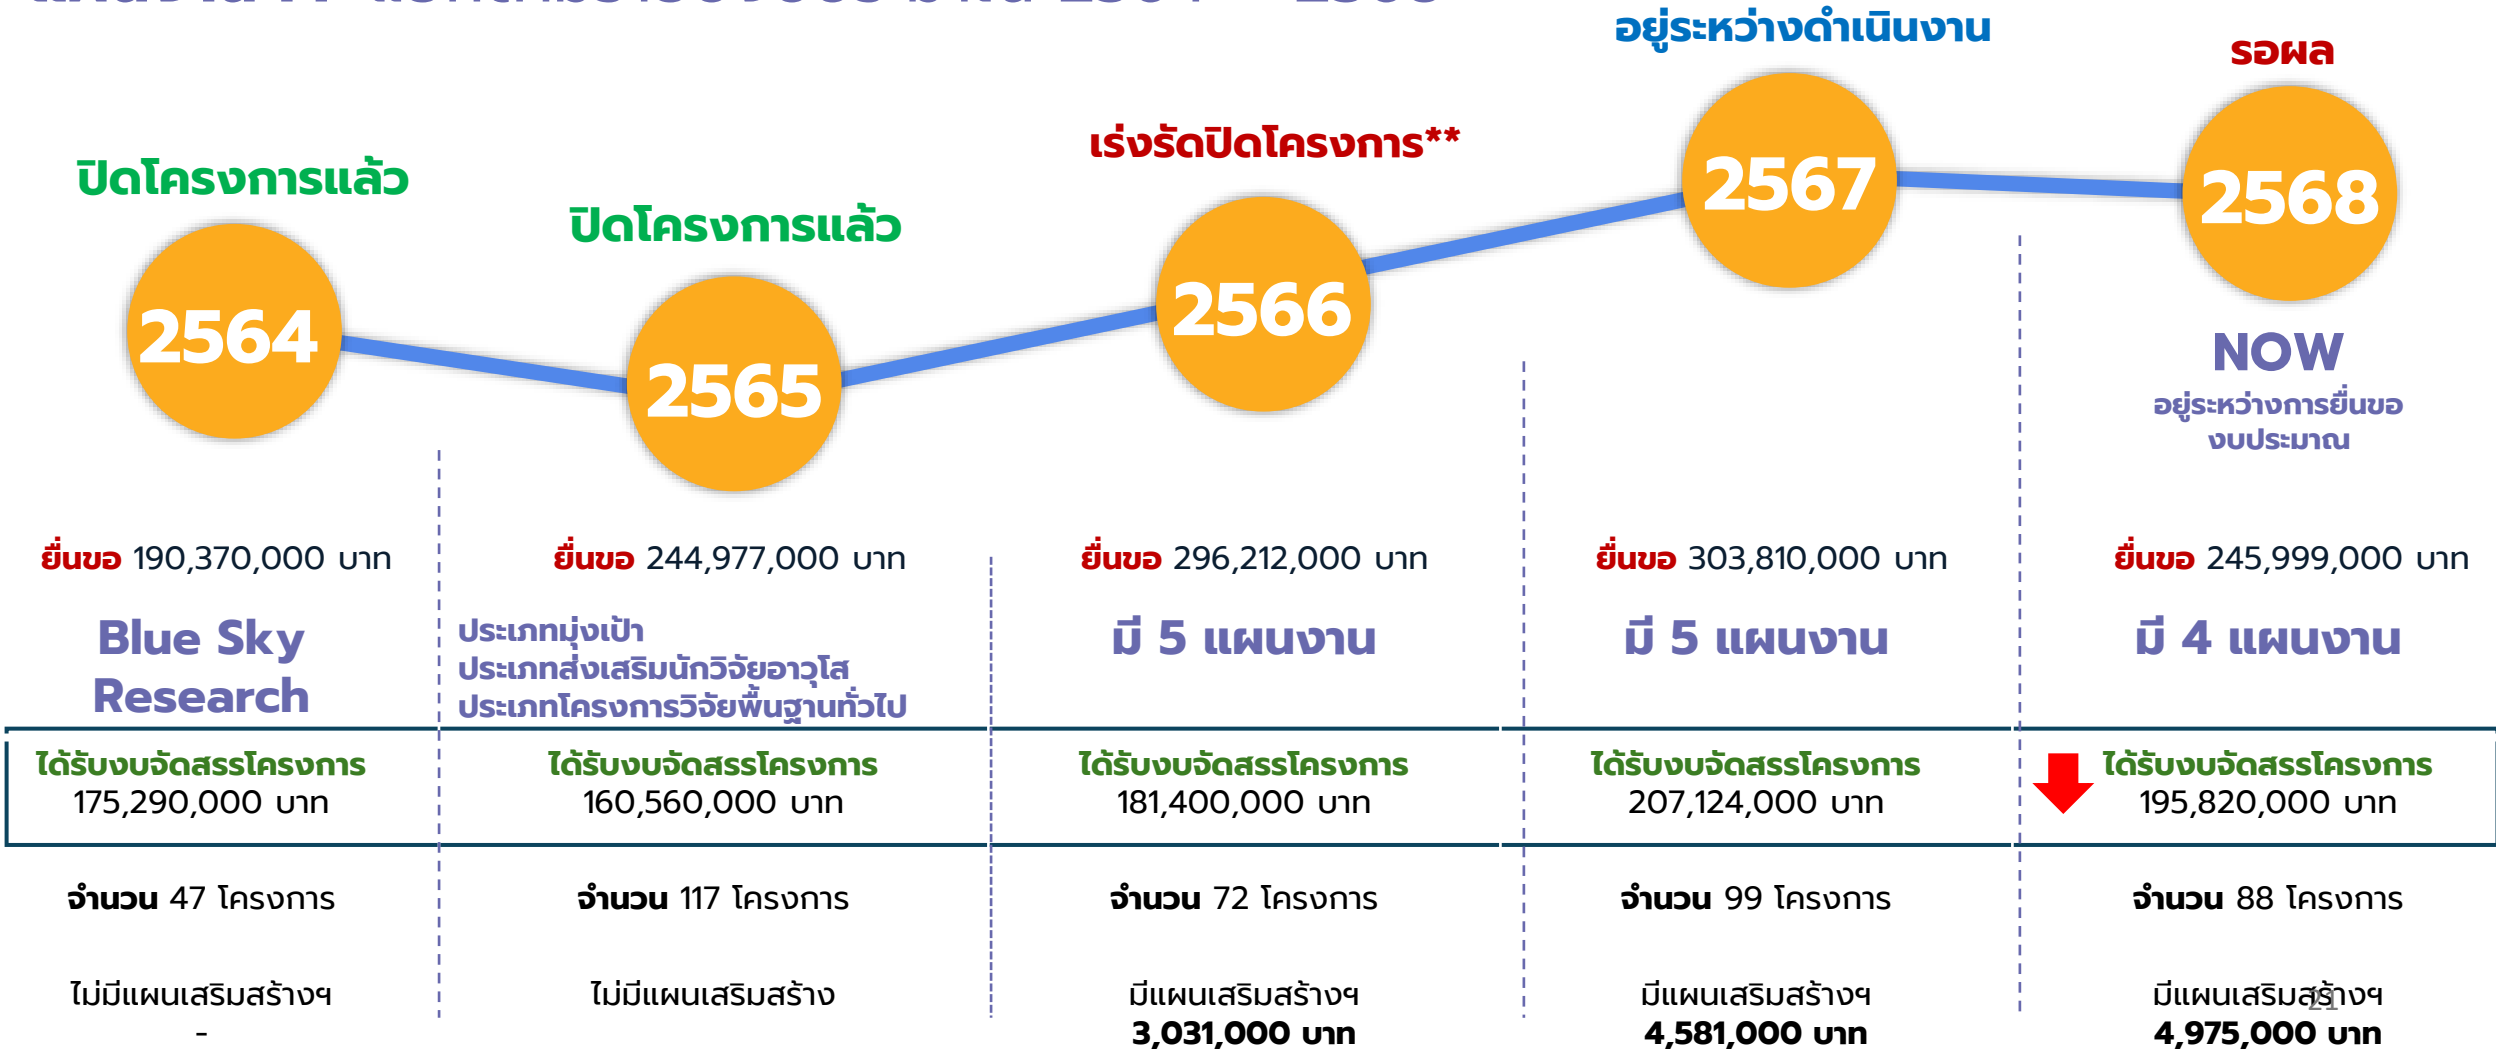 อยู่ระหว่างดำเนินงาน
รอผล
เร่งรัดปิดโครงการ**
ปิดโครงการแล้ว
ปิดโครงการแล้ว
2564
2565
2566
2567
2568
NOW
อยู่ระหว่างการยื่นขอ
งบประมาณ
ยื่นขอ 190,370,000 บาท
ยื่นขอ 244,977,000 บาท
ยื่นขอ 296,212,000 บาท
ยื่นขอ 303,810,000 บาท
ยื่นขอ 245,999,000 บาท
Blue Sky
Research
ประเภทมุ่งเป้า
ประเภทส่งเสริมนักวิจัยอาวุโส
ประเภทโครงการวิจัยพื้นฐานทั่วไป
มี 5 แผนงาน
มี 5 แผนงาน
มี 4 แผนงาน
ได้รับงบจัดสรรโครงการ
175,290,000 บาท
ได้รับงบจัดสรรโครงการ
160,560,000 บาท
ได้รับงบจัดสรรโครงการ
181,400,000 บาท
ได้รับงบจัดสรรโครงการ
207,124,000 บาท
ได้รับงบจัดสรรโครงการ
195,820,000 บาท
จำนวน 47 โครงการ
จำนวน 117 โครงการ
จำนวน 72 โครงการ
จำนวน 99 โครงการ
จำนวน 88 โครงการ
ไม่มีแผนเสริมสร้างฯ
-
ไม่มีแผนเสริมสร้าง
มีแผนเสริมสร้างฯ
3,031,000 บาท
มีแผนเสริมสร้างฯ
4,581,000 บาท
มีแผนเสริมสร้างฯ
4,975,000 บาท
21